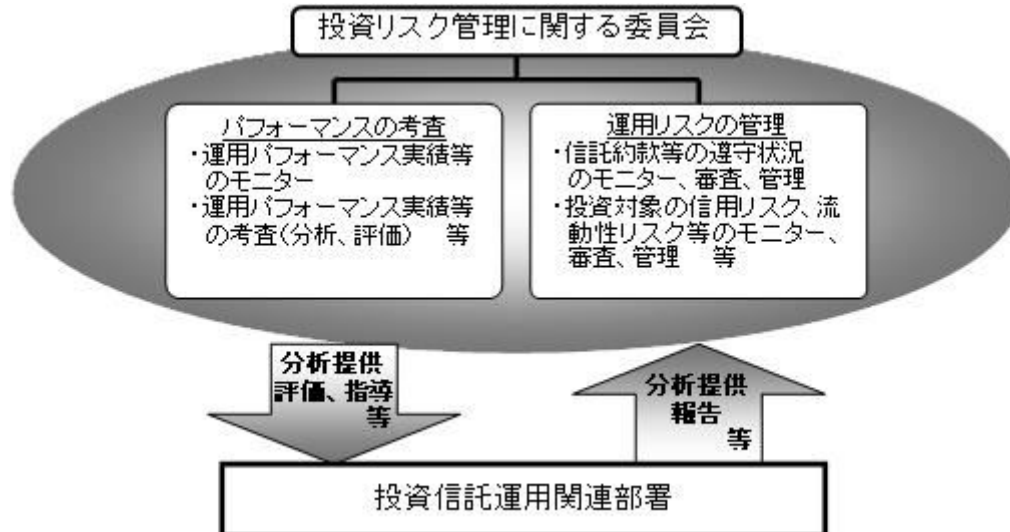 投資リスク管理に関する委員会
パフォーマンスの考査
・運用パフォーマンス実績等
のモニター
・運用パフォーマンス実績等
の考査(分析、評価) 等
運用リスクの管理
・信託約款等の遵守状況
のモニター、審査、管理
・投資対象の信用リスク、流
動性リスク等のモニター、
審査、管理 等
分析提供
評価、指導
等
分析提供
報告
等
投資信託運用関連部署